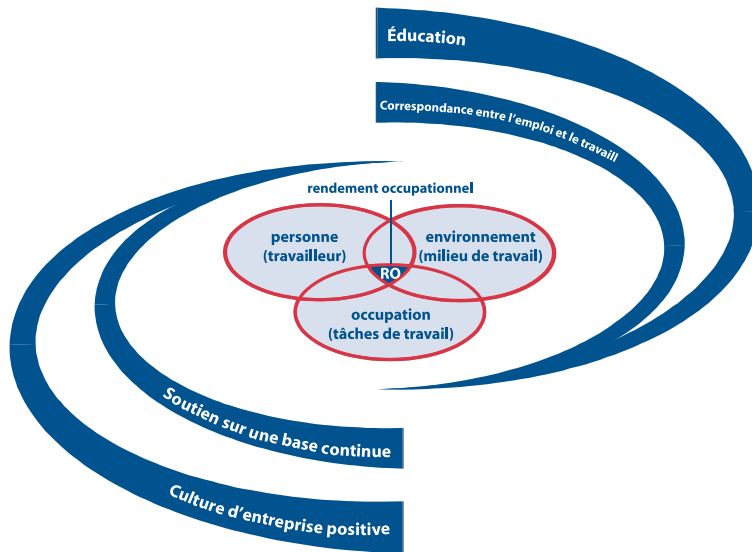 Éducation
Correspondance entre l'emploi et le travaill
rendement occupationnel
personne
(travailleur)
environnement
(milieu de travail)
RO
occupation
(tâches de travail)
Soutien sur une base continue
Culture d'entreprise positive